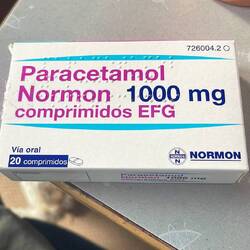 726004.2
Paracetamol
Normon 1000 mg
comprimidos EFG
Vía oral
20 comprimidos
NORMON